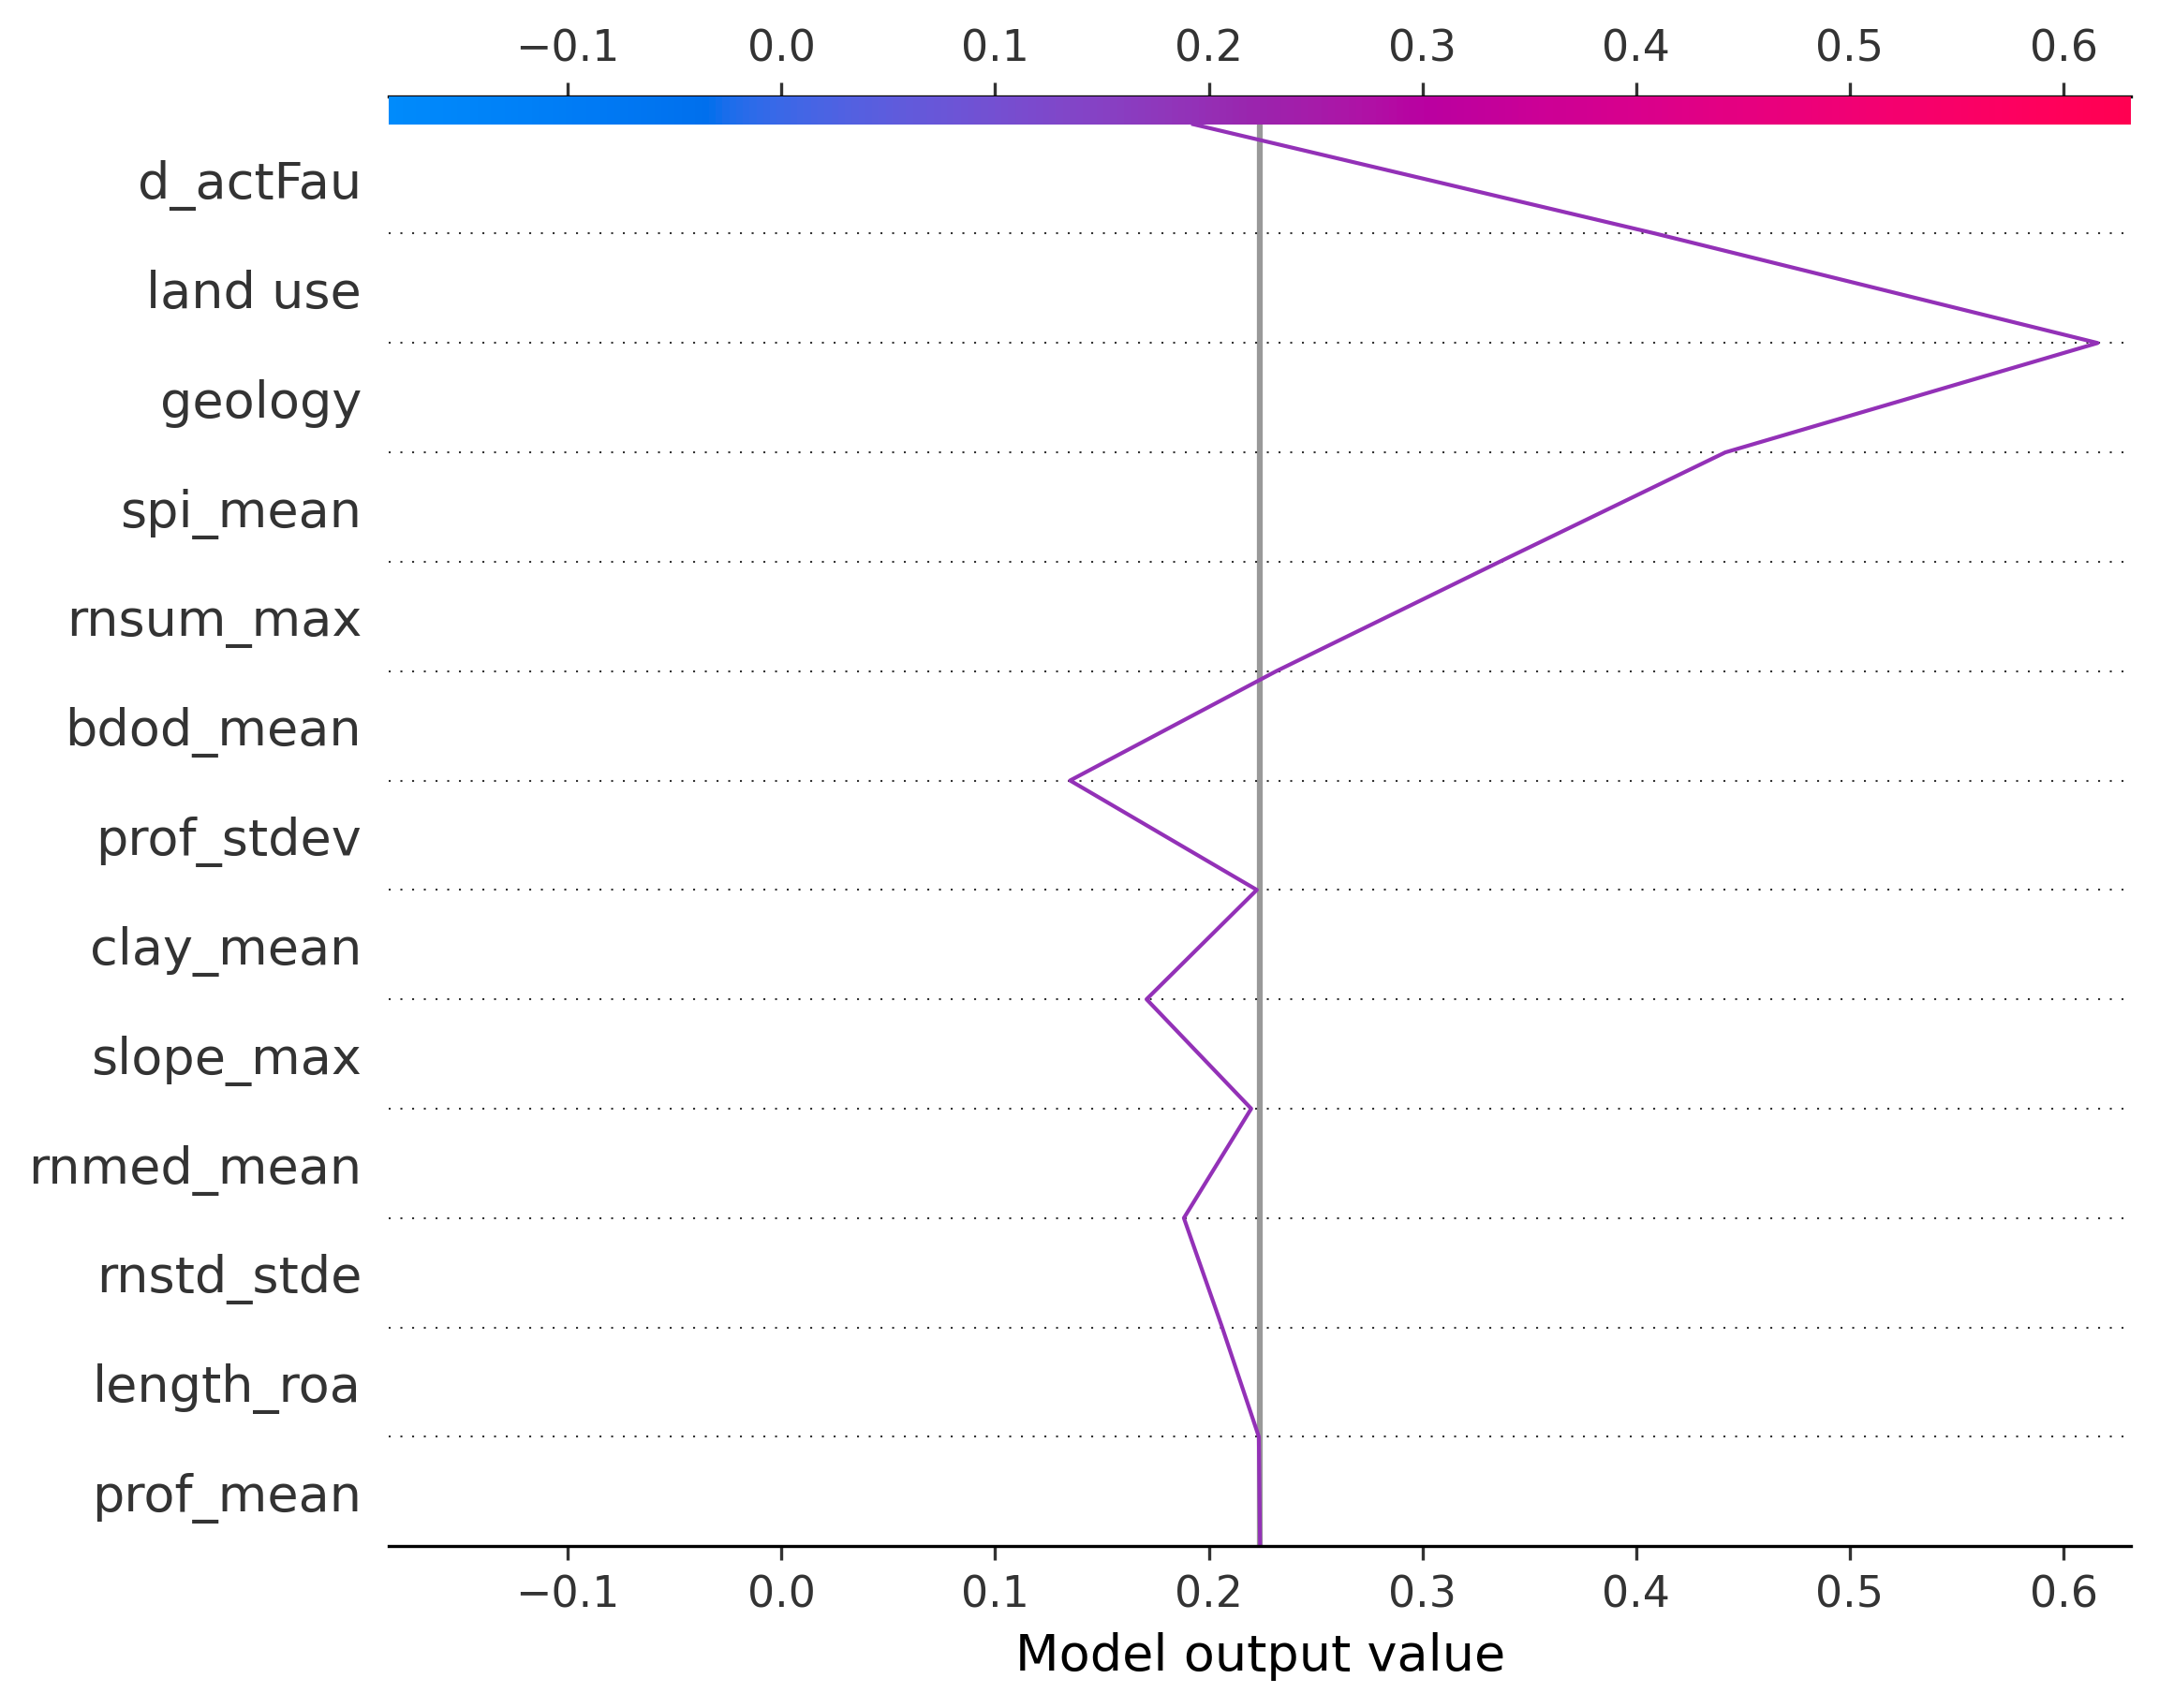 −0.1 0.0 0.1 0.2 0.3 0.4 0.5 0.6
d_actFau
land use
geology
spi_mean
rnsum_max
bdod_mean
prof_stdev
clay_mean
slope_max
rnmed_mean
rnstd_stde
length_roa
prof_mean
−0.1 0.0 0.1 0.2 0.3 0.4 0.5 0.6
Model output value